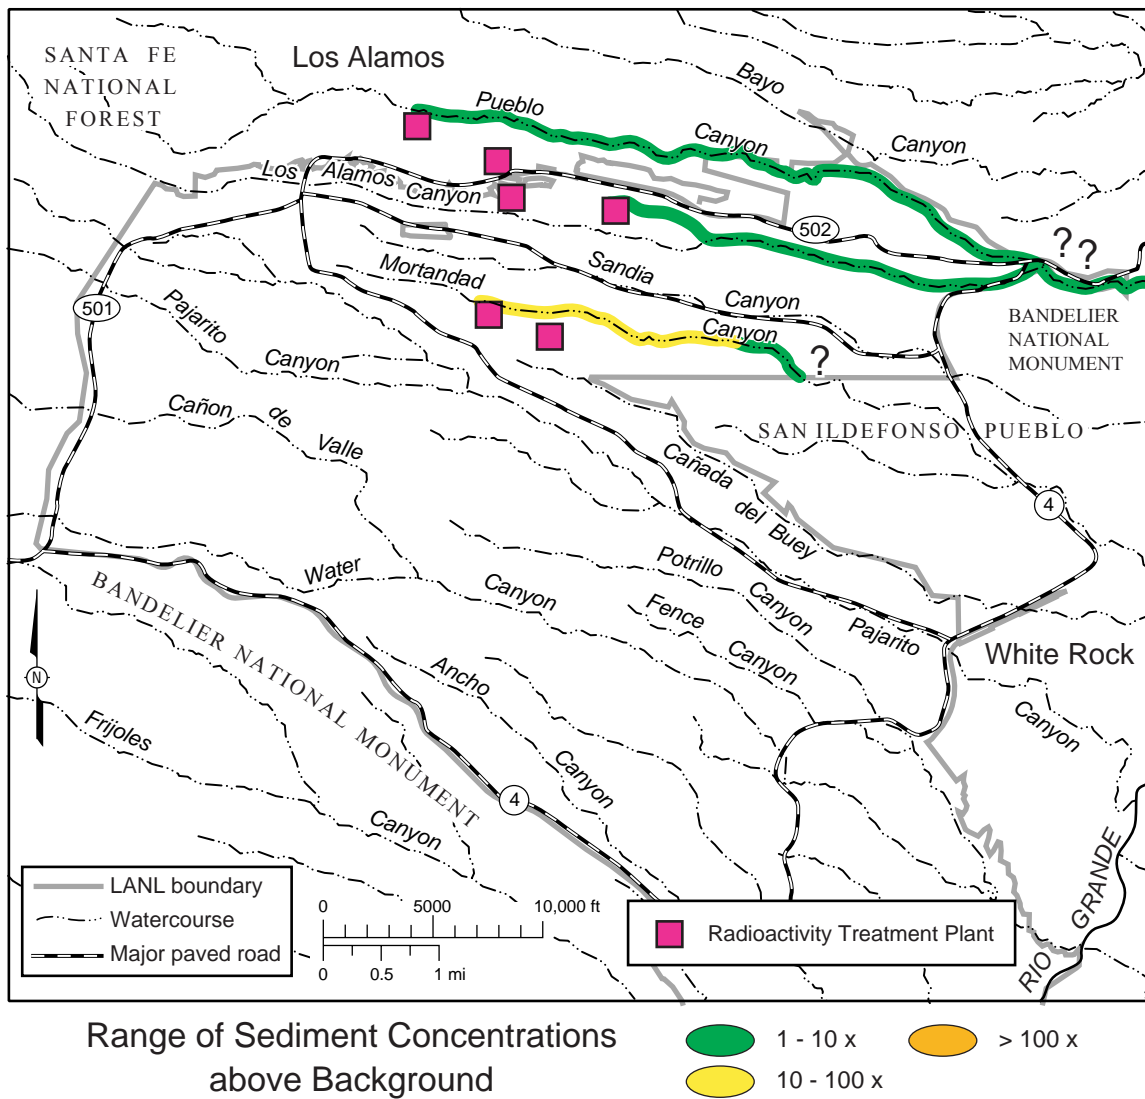 SANTA FE
NATIONAL
FOREST
Los Alamos
Bayo
Canyon
Pueblo
Canyon
Los Alamos
Canyon
502
? ?
Sandia
Canyon
Mortandad
Canyon
?
501
Pajarito
Canyon
BANDELIER
NATIONAL
MONUMENT
Cañon de Valle
SAN ILDEFONSO PUEBLO
Cañada del Buey
4
Water
Canyon
Potrillo
Canyon
Fence
Canyon
Pajarito
White Rock
Canyon
BANDELIER NATIONAL MONUMENT
N
Ancho
Canyon
Frijoles
Canyon
4
RIO GRANDE
LANL boundary
Watercourse
Major paved road
0 5000 10,000 ft
0 0.5 1 mi
Radioactivity Treatment Plant
Range of Sediment Concentrations
above Background
1 - 10 x
> 100 x
10 - 100 x